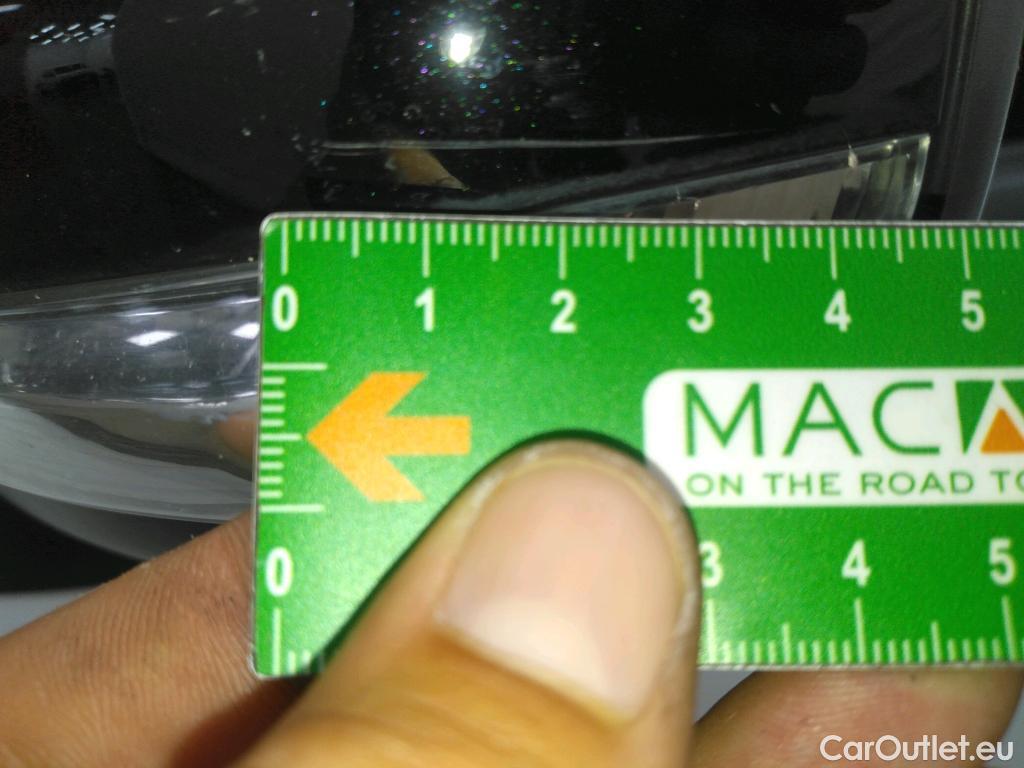 0 1 2 3 4 5
MAC
ON THE ROAD TO
0 3 4 5
CarOutlet.eu